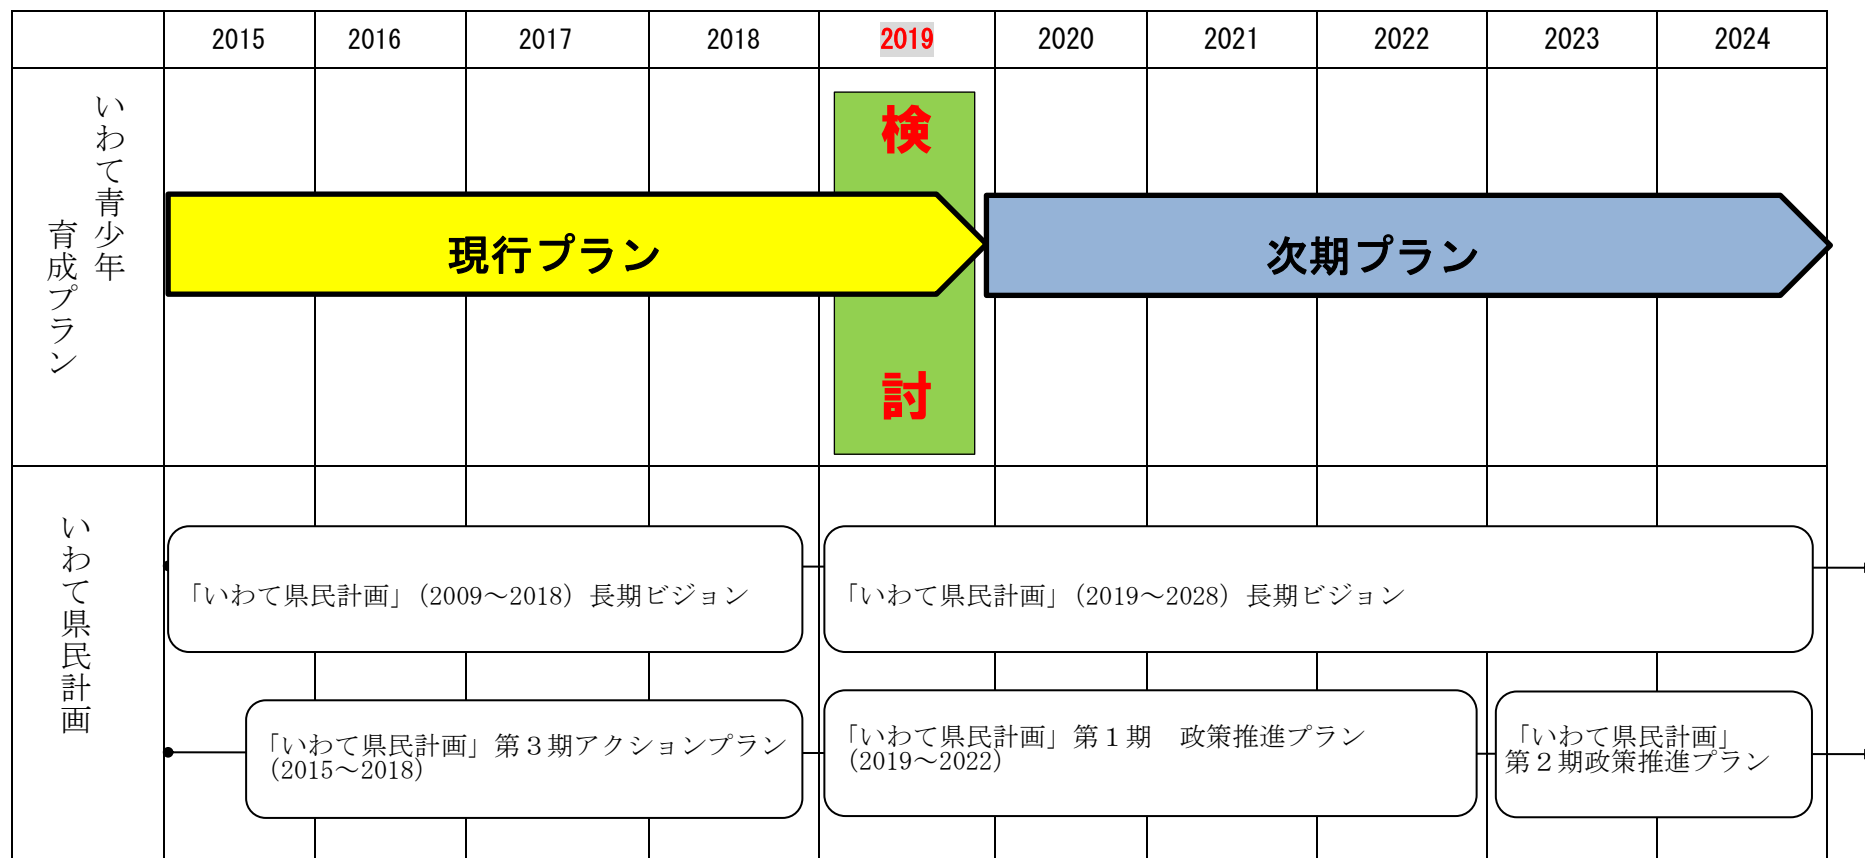 2015 2016 2017 2018 2019 2020 2021 2022 2023 2024
いわて青少年
育成プラン
検
討
現行プラン
次期プラン
いわて県民計画
「いわて県民計画」（2009～2018）長期ビジョン
「いわて県民計画」（2019～2028）長期ビジョン
「いわて県民計画」第３期アクションプラン
（2015～2018）
「いわて県民計画」第１期　政策推進プラン
（2019～2022）
「いわて県民計画」
第２期政策推進プラン